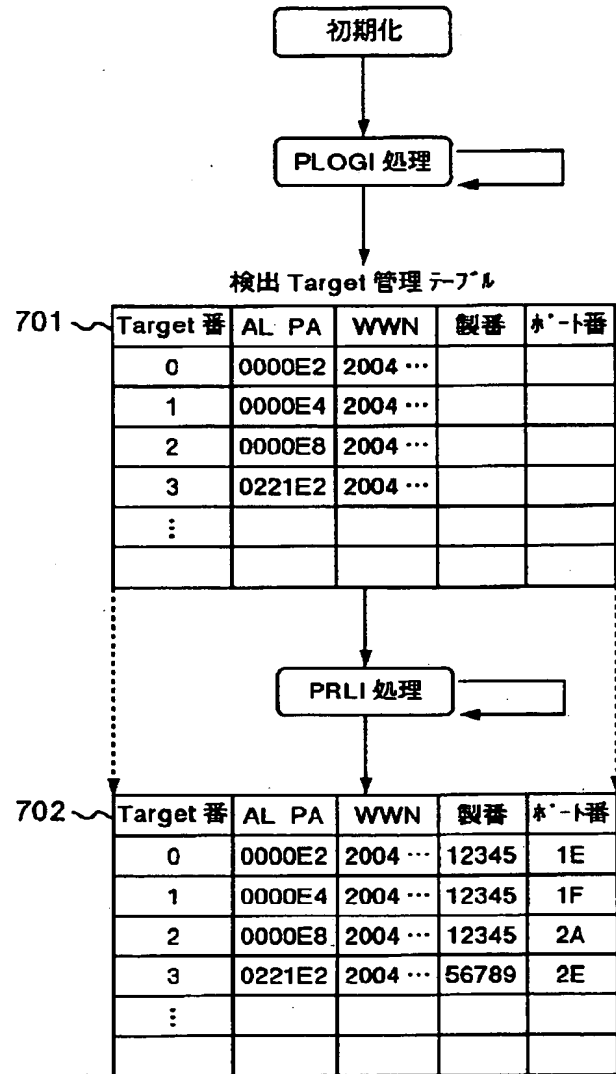 初期化
PLOGI 処理
検出 Target 管理 テーブル
701
Target 番 AL PA WWN 製番 ポート番
0 0000E2 2004 …
1 0000E4 2004 …
2 0000E8 2004 …
3 0221E2 2004 …
⋮
PRLI 処理
702
Target 番 AL PA WWN 製番 ポート番
0 0000E2 2004 … 12345 1E
1 0000E4 2004 … 12345 1F
2 0000E8 2004 … 12345 2A
3 0221E2 2004 … 56789 2E
⋮